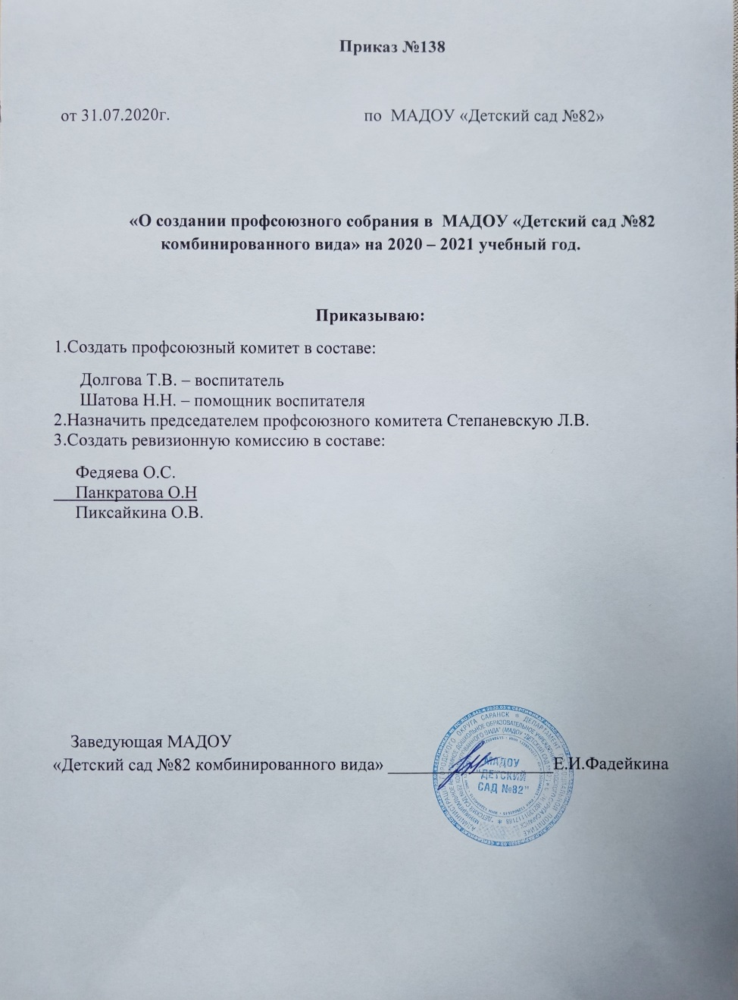 Приказ №138
от 31.07.2020г. по МАДОУ «Детский сад №82»
«О создании профсоюзного собрания в МАДОУ «Детский сад №82
комбинированного вида» на 2020 – 2021 учебный год.
Приказываю:
1.Создать профсоюзный комитет в составе:
Долгова Т.В. – воспитатель
Шатова Н.Н. – помощник воспитателя
2.Назначить председателем профсоюзного комитета Степаневскую Л.В.
3.Создать ревизионную комиссию в составе:
Федяева О.С.
Панкратова О.Н
Пиксайкина О.В.
Заведующая МАДОУ
«Детский сад №82 комбинированного вида» Е.И.Фадейкина
МАДОУ
"ДЕТСКИЙ
САД №82"